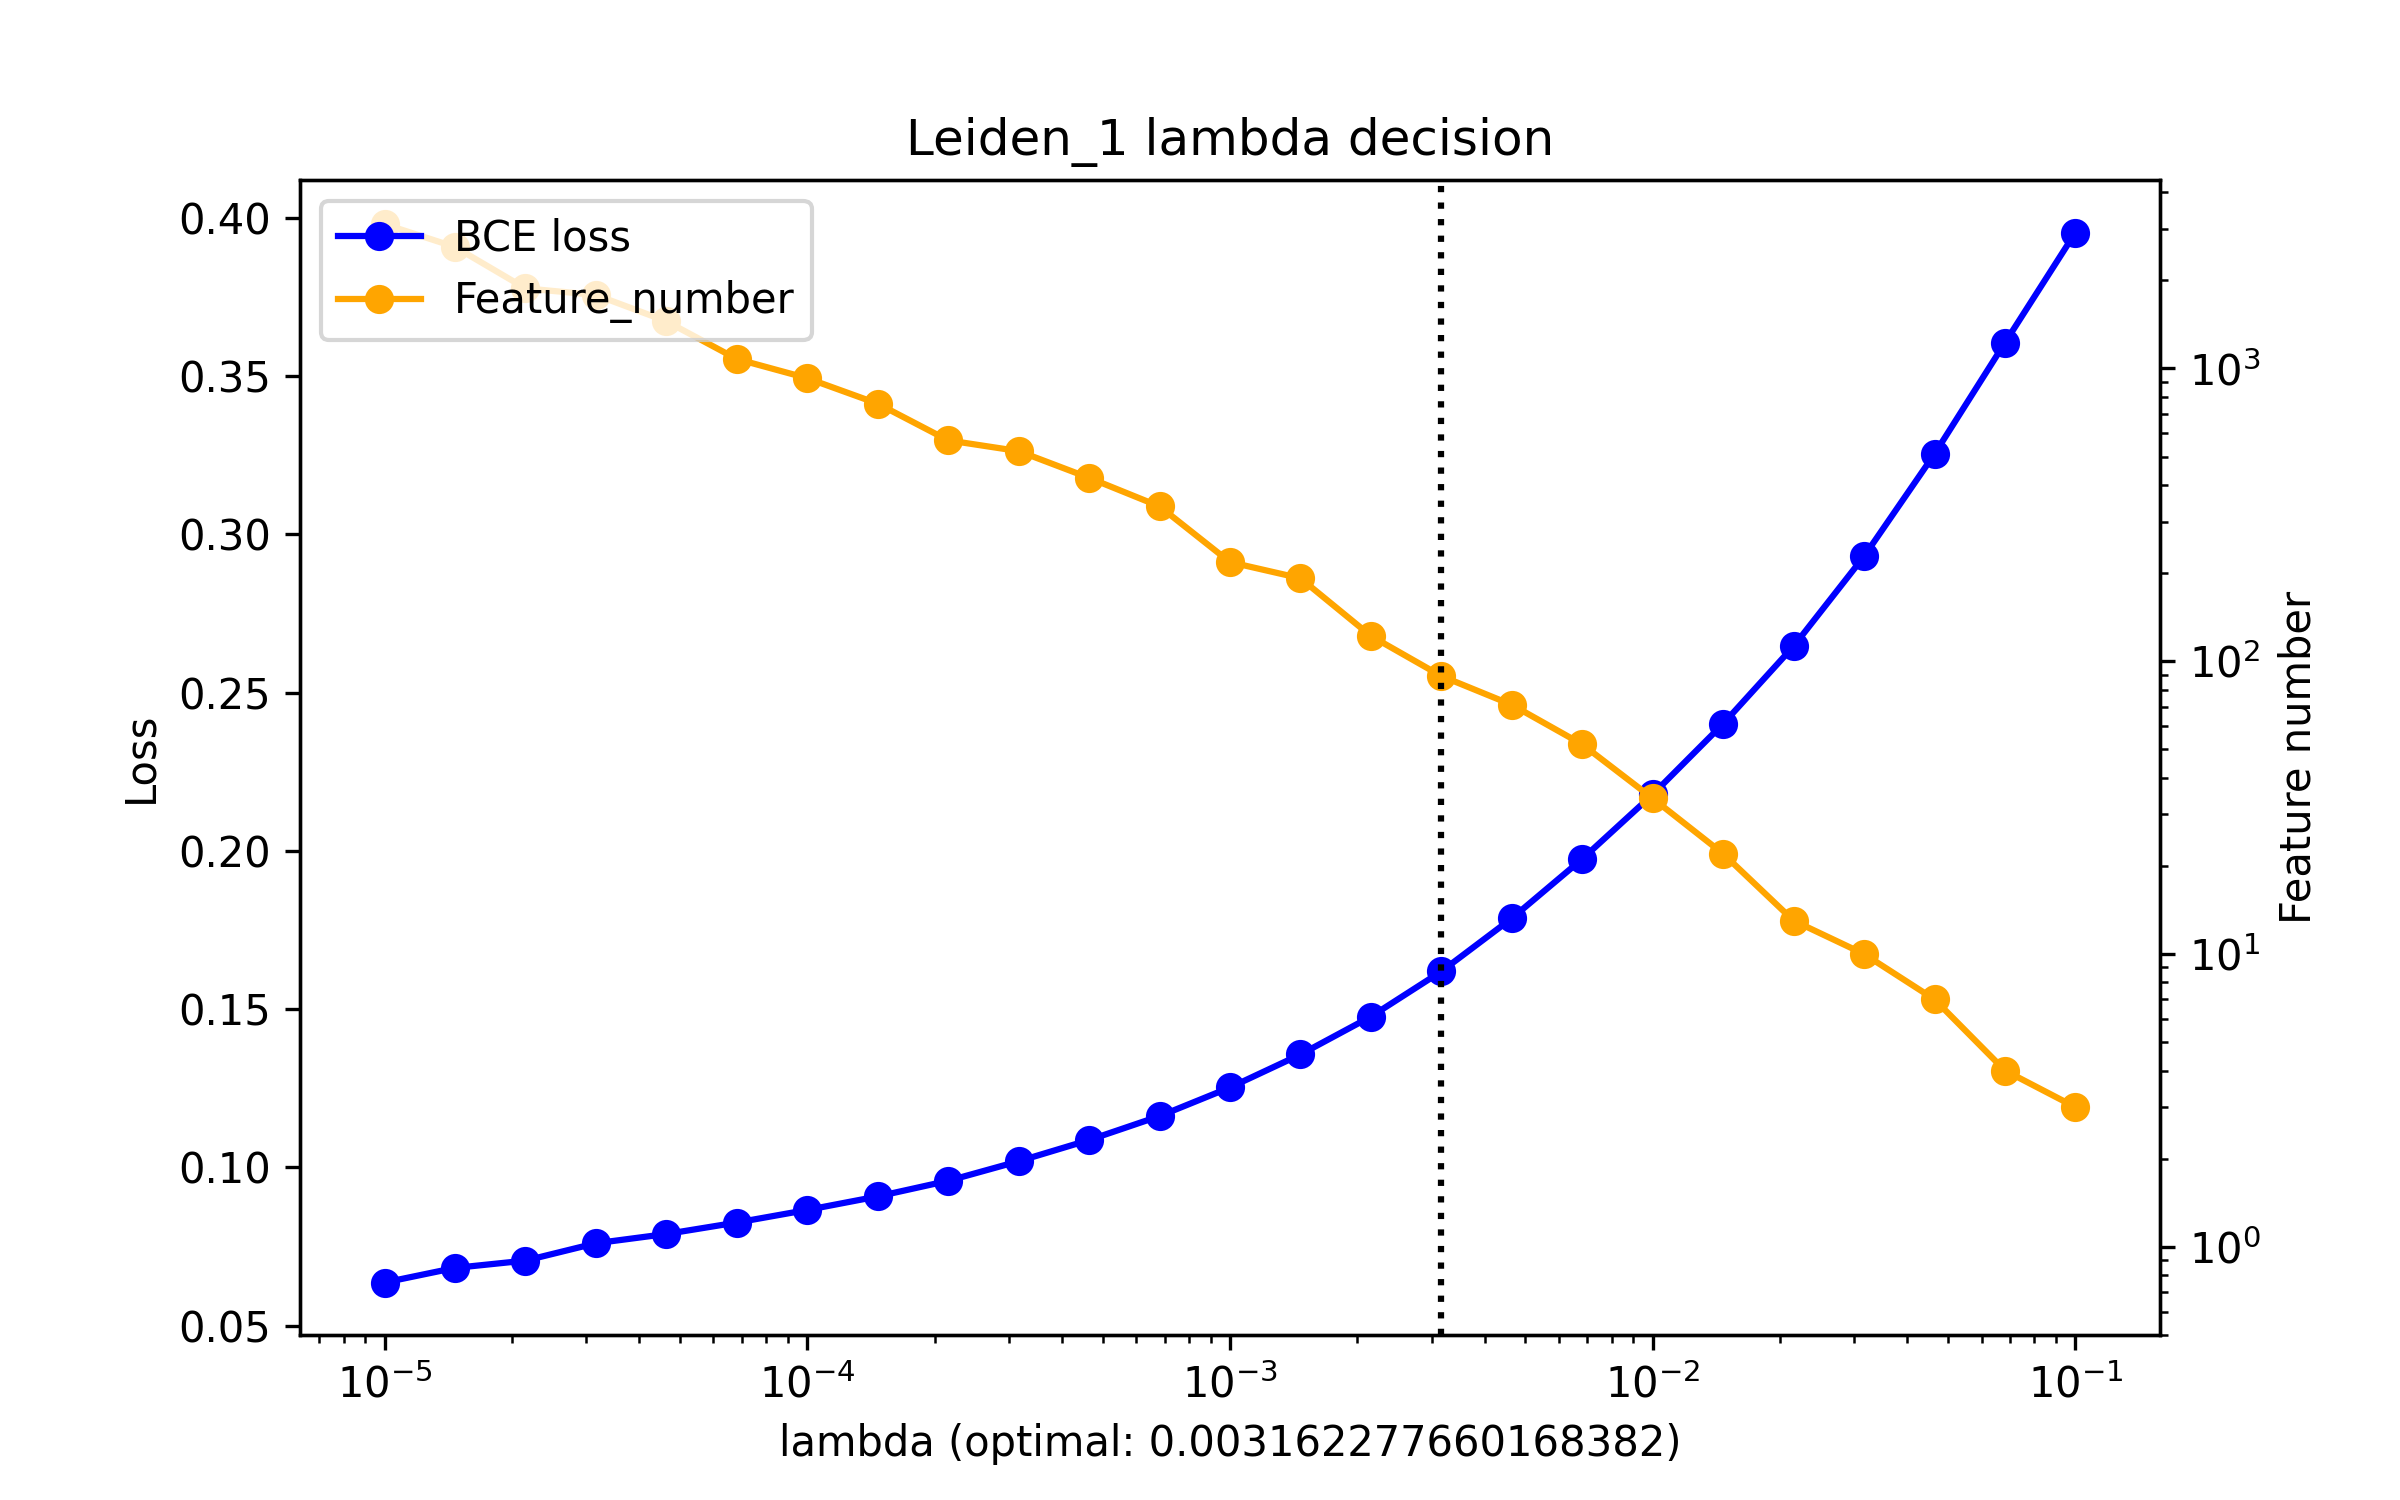 Leiden_1 lambda decision
BCE loss
Feature_number
0.40
0.35
0.30
0.25
0.20
0.15
0.10
0.05
Loss
10³
10²
10¹
10⁰
Feature number
10⁻⁵ 10⁻⁴ 10⁻³ 10⁻² 10⁻¹
lambda (optimal: 0.0031622776601683​82)